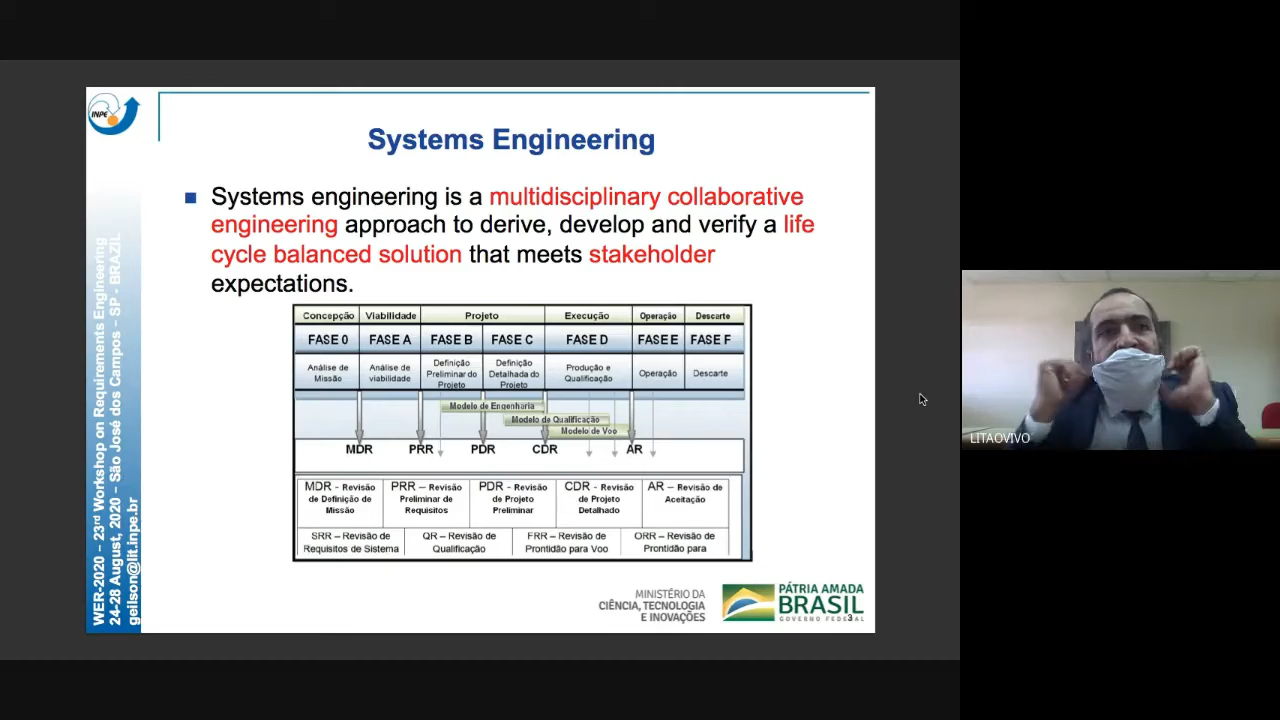 INPE
Systems Engineering
Systems engineering is a multidisciplinary collaborative
engineering approach to derive, develop and verify a life
cycle balanced solution that meets stakeholder
expectations.
Concepção Viabilidade Projeto Execução Operação Descarte
FASE 0 FASE A FASE B FASE C FASE D FASE E FASE F
Análise de
Missão
Análise de
viabilidade
Definição
Preliminar do
Projeto
Definição
Detalhada do
Projeto
Produção e
Qualificação
Operação
Descarte
Modelo de Engenharia
Modelo de Qualificação
Modelo de Voo
MDR PRR PDR CDR AR
MDR - Revisão
de Definição de
Missão
PRR – Revisão
Preliminar de
Requisitos
PDR - Revisão
de Projeto
Preliminar
CDR - Revisão
de Projeto
Detalhado
AR – Revisão de
Aceitação
SRR – Revisão de
Requisitos de Sistema
QR – Revisão de
Qualificação
FRR – Revisão de
Prontidão para Voo
ORR – Revisão de
Prontidão para
WER-2020 – 23rd Workshop on Requirements Engineering
24-28 August, 2020 – São José dos Campos – SP - BRAZIL
geilson@lit.inpe.br
MINISTÉRIO DA
CIÊNCIA, TECNOLOGIA
E INOVAÇÕES
PÁTRIA AMADA
BRASIL
GOVERNO FEDERAL
3
LITAOVIVO